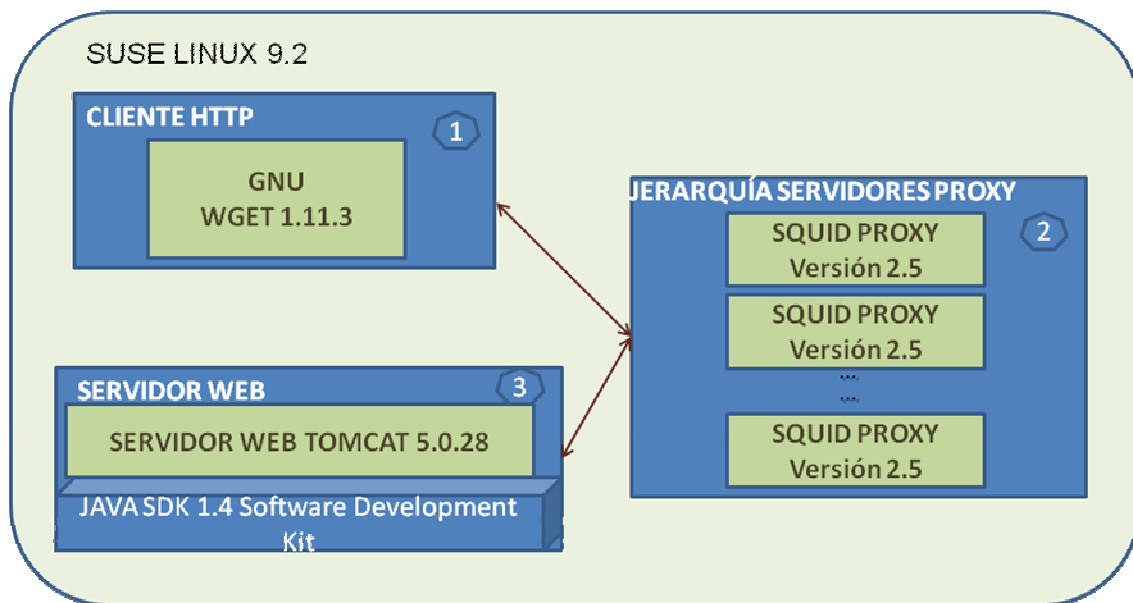 SUSE LINUX 9.2
CLIENTE HTTP
1
GNU
WGET 1.11.3
JERARQUÍA SERVIDORES PROXY
2
SQUID PROXY
Versión 2.5
SQUID PROXY
Versión 2.5
....
....
SQUID PROXY
Versión 2.5
SERVIDOR WEB
3
SERVIDOR WEB TOMCAT 5.0.28
JAVA SDK 1.4 Software Development
Kit